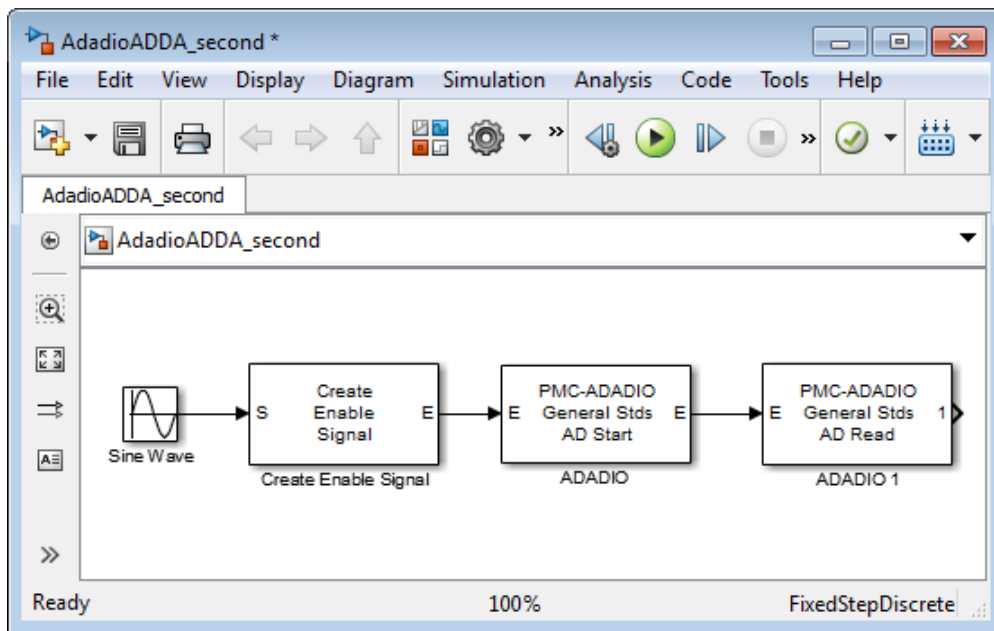 AdadioADDA_second *
File Edit View Display Diagram Simulation Analysis Code Tools Help
AdadioADDA_second
AdadioADDA_second
Sine Wave
S
Create
Enable
Signal
E
Create Enable Signal
E
PMC-ADADIO
General Stds
AD Start
E
ADADIO
E
PMC-ADADIO
General Stds
AD Read
1
ADADIO 1
Ready 100% FixedStepDiscrete